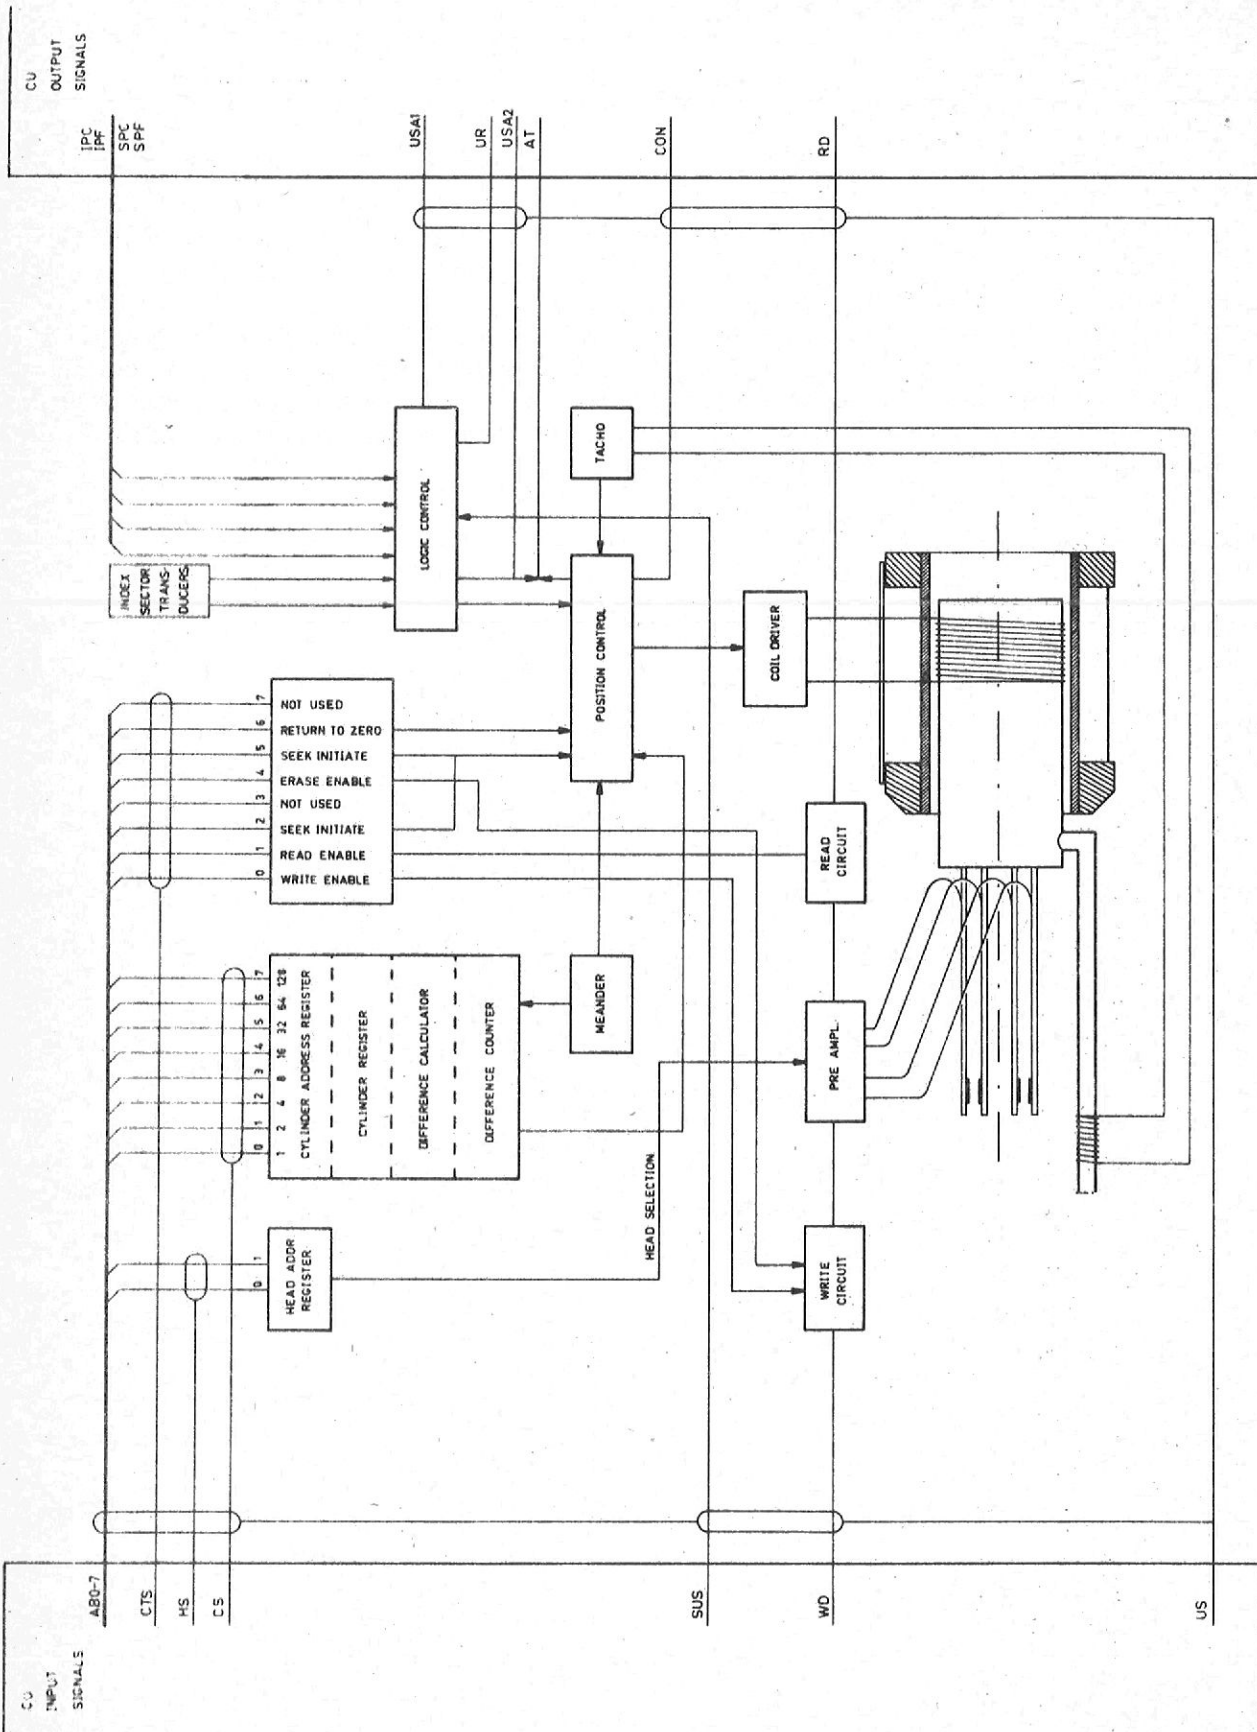 CU
OUTPUT
SIGNALS
IPC
IPF
SPC
SPF
USA1
UR
USA2
AT
CON
RD
INDEX
SECTOR
TRANS-
DUCERS
LOGIC CONTROL
TACHO
POSITION CONTROL
COIL DRIVER
7 NOT USED
6 RETURN TO ZERO
5 SEEK INITIATE
4 ERASE ENABLE
3 NOT USED
2 SEEK INITIATE
1 READ ENABLE
0 WRITE ENABLE
READ
CIRCUIT
0 1 2 3 4 5 6 7
1 2 4 8 16 32 64 128
CYLINDER ADDRESS REGISTER
CYLINDER REGISTER
DIFFERENCE CALCULATOR
DIFFERENCE COUNTER
MEANDER
PRE AMPL.
0 1
HEAD ADDR
REGISTER
HEAD SELECTION
WRITE
CIRCUIT
CU
INPUT
SIGNALS
AB0-7
CTS
HS
CS
SUS
WD
US